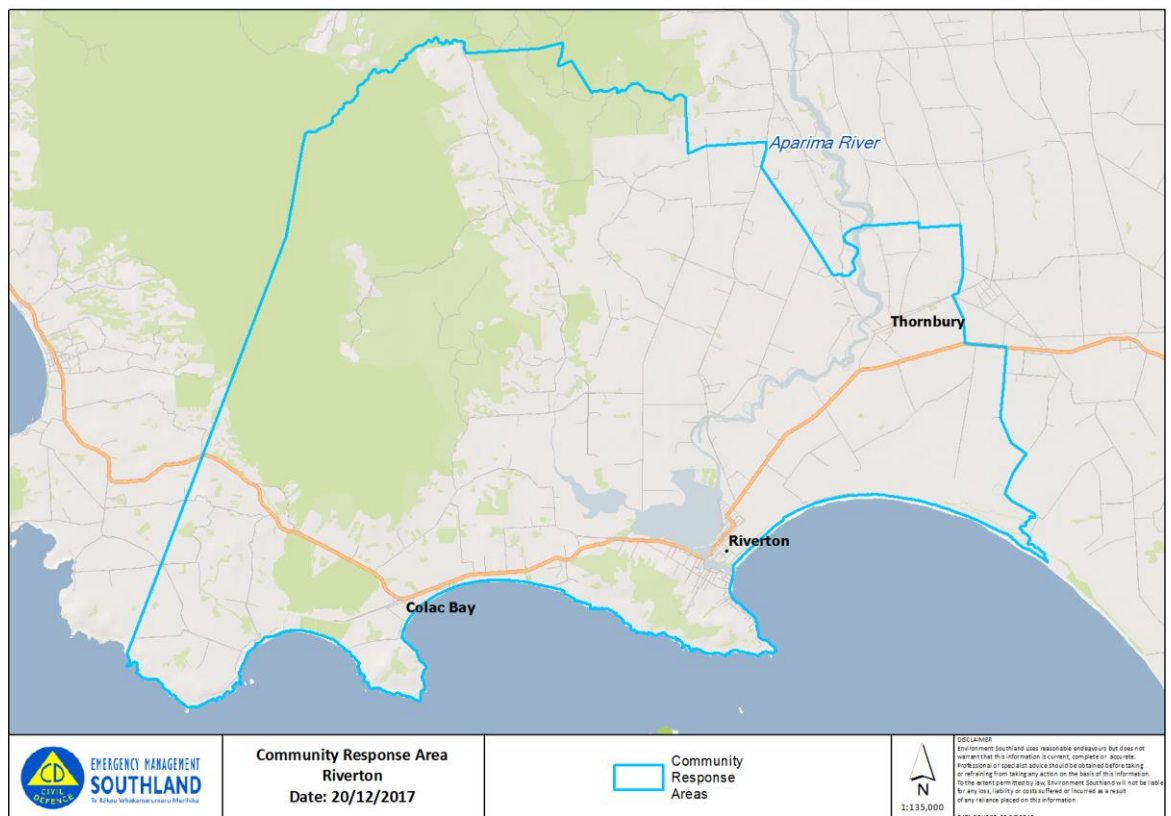 Aparima River
Thornbury
Riverton
Colac Bay
CD
CIVIL
DEFENCE
EMERGENCY MANAGEMENT
SOUTHLAND
Te Rākau Whakamarumaru Murihiku
Community Response Area
Riverton
Date: 20/12/2017
Community
Response
Areas
N
1:135,000
DISCLAIMER
Environment Southland uses reasonable endeavours but does not
warrant that this information is current, complete or accurate.
Professional or specialist advice should be obtained before taking
or refraining from taking any action on the basis of this information.
To the extent permitted by law, Environment Southland will not be liable
for any loss, liability or costs suffered or incurred as a result
of any reliance placed on this information